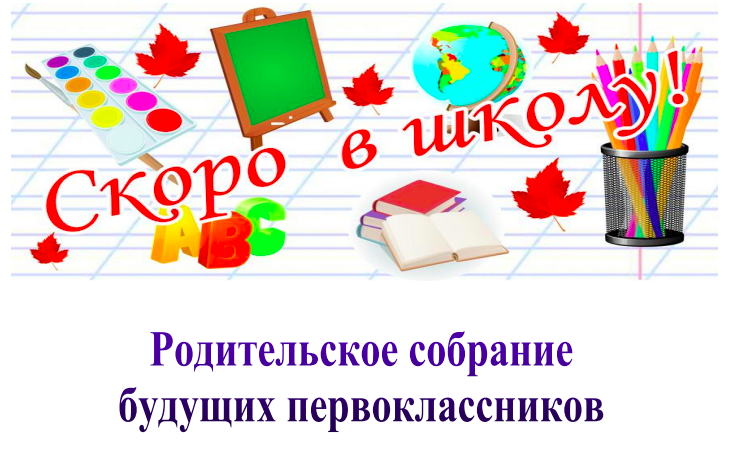 Скоро в школу!
ABC
Родительское собрание
будущих первоклассников